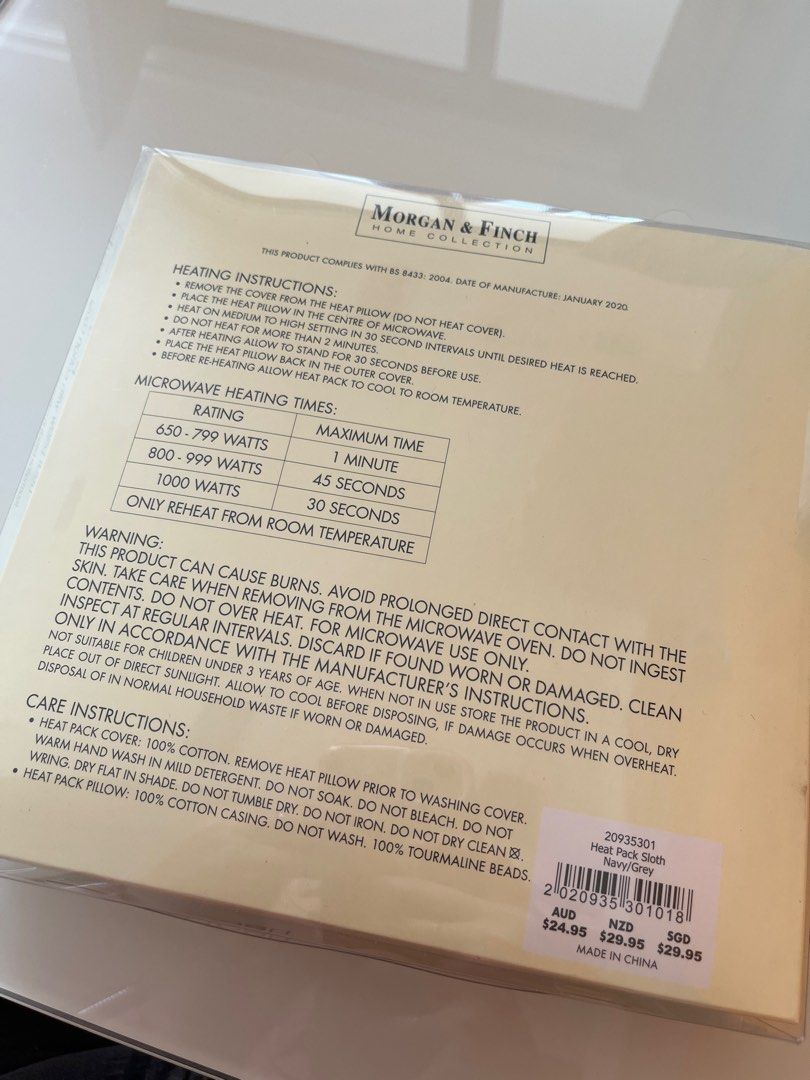 MORGAN & FINCH
HOME COLLECTION
THIS PRODUCT COMPLIES WITH BS 8433: 2004. DATE OF MANUFACTURE: JANUARY 2020.
HEATING INSTRUCTIONS:
• REMOVE THE COVER FROM THE HEAT PILLOW (DO NOT HEAT COVER).
• PLACE THE HEAT PILLOW IN THE CENTRE OF MICROWAVE.
• HEAT ON MEDIUM TO HIGH SETTING IN 30 SECOND INTERVALS UNTIL DESIRED HEAT IS REACHED.
• DO NOT HEAT FOR MORE THAN 2 MINUTES.
• AFTER HEATING ALLOW TO STAND FOR 30 SECONDS BEFORE USE.
• PLACE THE HEAT PILLOW BACK IN THE OUTER COVER.
• BEFORE RE-HEATING ALLOW HEAT PACK TO COOL TO ROOM TEMPERATURE.
MICROWAVE HEATING TIMES:
RATING MAXIMUM TIME
650 - 799 WATTS 1 MINUTE
800 - 999 WATTS 45 SECONDS
1000 WATTS 30 SECONDS
ONLY REHEAT FROM ROOM TEMPERATURE
WARNING:
THIS PRODUCT CAN CAUSE BURNS. AVOID PROLONGED DIRECT CONTACT WITH THE
SKIN. TAKE CARE WHEN REMOVING FROM THE MICROWAVE OVEN. DO NOT INGEST
CONTENTS. DO NOT OVER HEAT. FOR MICROWAVE USE ONLY.
INSPECT AT REGULAR INTERVALS. DISCARD IF FOUND WORN OR DAMAGED. CLEAN
ONLY IN ACCORDANCE WITH THE MANUFACTURER'S INSTRUCTIONS.
NOT SUITABLE FOR CHILDREN UNDER 3 YEARS OF AGE. WHEN NOT IN USE STORE THE PRODUCT IN A COOL, DRY
PLACE OUT OF DIRECT SUNLIGHT. ALLOW TO COOL BEFORE DISPOSING, IF DAMAGE OCCURS WHEN OVERHEAT.
DISPOSAL OF IN NORMAL HOUSEHOLD WASTE IF WORN OR DAMAGED.
CARE INSTRUCTIONS:
• HEAT PACK COVER: 100% COTTON. REMOVE HEAT PILLOW PRIOR TO WASHING COVER.
WARM HAND WASH IN MILD DETERGENT. DO NOT SOAK. DO NOT BLEACH. DO NOT
WRING. DRY FLAT IN SHADE. DO NOT TUMBLE DRY. DO NOT IRON. DO NOT DRY CLEAN.
• HEAT PACK PILLOW: 100% COTTON CASING. DO NOT WASH. 100% TOURMALINE BEADS.
20935301
Heat Pack Sloth
Navy/Grey
2 020935 301018
AUD NZD SGD
$24.95 $29.95 $29.95
MADE IN CHINA